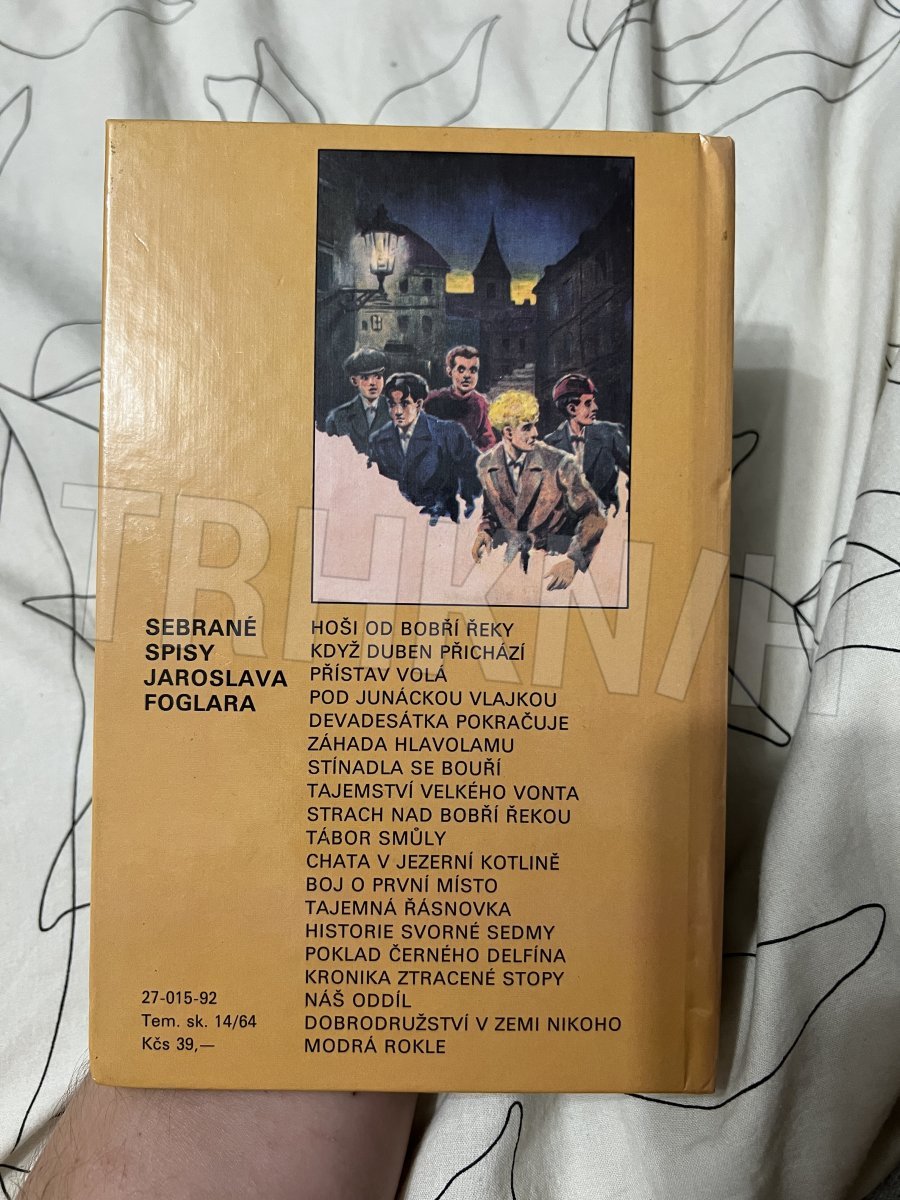 SEBRANÉ
SPISY
JAROSLAVA
FOGLARA
HOŠI OD BOBŘÍ ŘEKY
KDYŽ DUBEN PŘICHÁZÍ
PŘÍSTAV VOLÁ
POD JUNÁCKOU VLAJKOU
DEVADESÁTKA POKRAČUJE
ZÁHADA HLAVOLAMU
STÍNADLA SE BOUŘÍ
TAJEMSTVÍ VELKÉHO VONTA
STRACH NAD BOBŘÍ ŘEKOU
TÁBOR SMŮLY
CHATA V JEZERNÍ KOTLINĚ
BOJ O PRVNÍ MÍSTO
TAJEMNÁ ŘÁSNOVKA
HISTORIE SVORNÉ SEDMY
POKLAD ČERNÉHO DELFÍNA
KRONIKA ZTRACENÉ STOPY
NÁŠ ODDÍL
DOBRODRUŽSTVÍ V ZEMI NIKOHO
MODRÁ ROKLE
27-015-92
Tem. sk. 14/64
Kčs 39,—